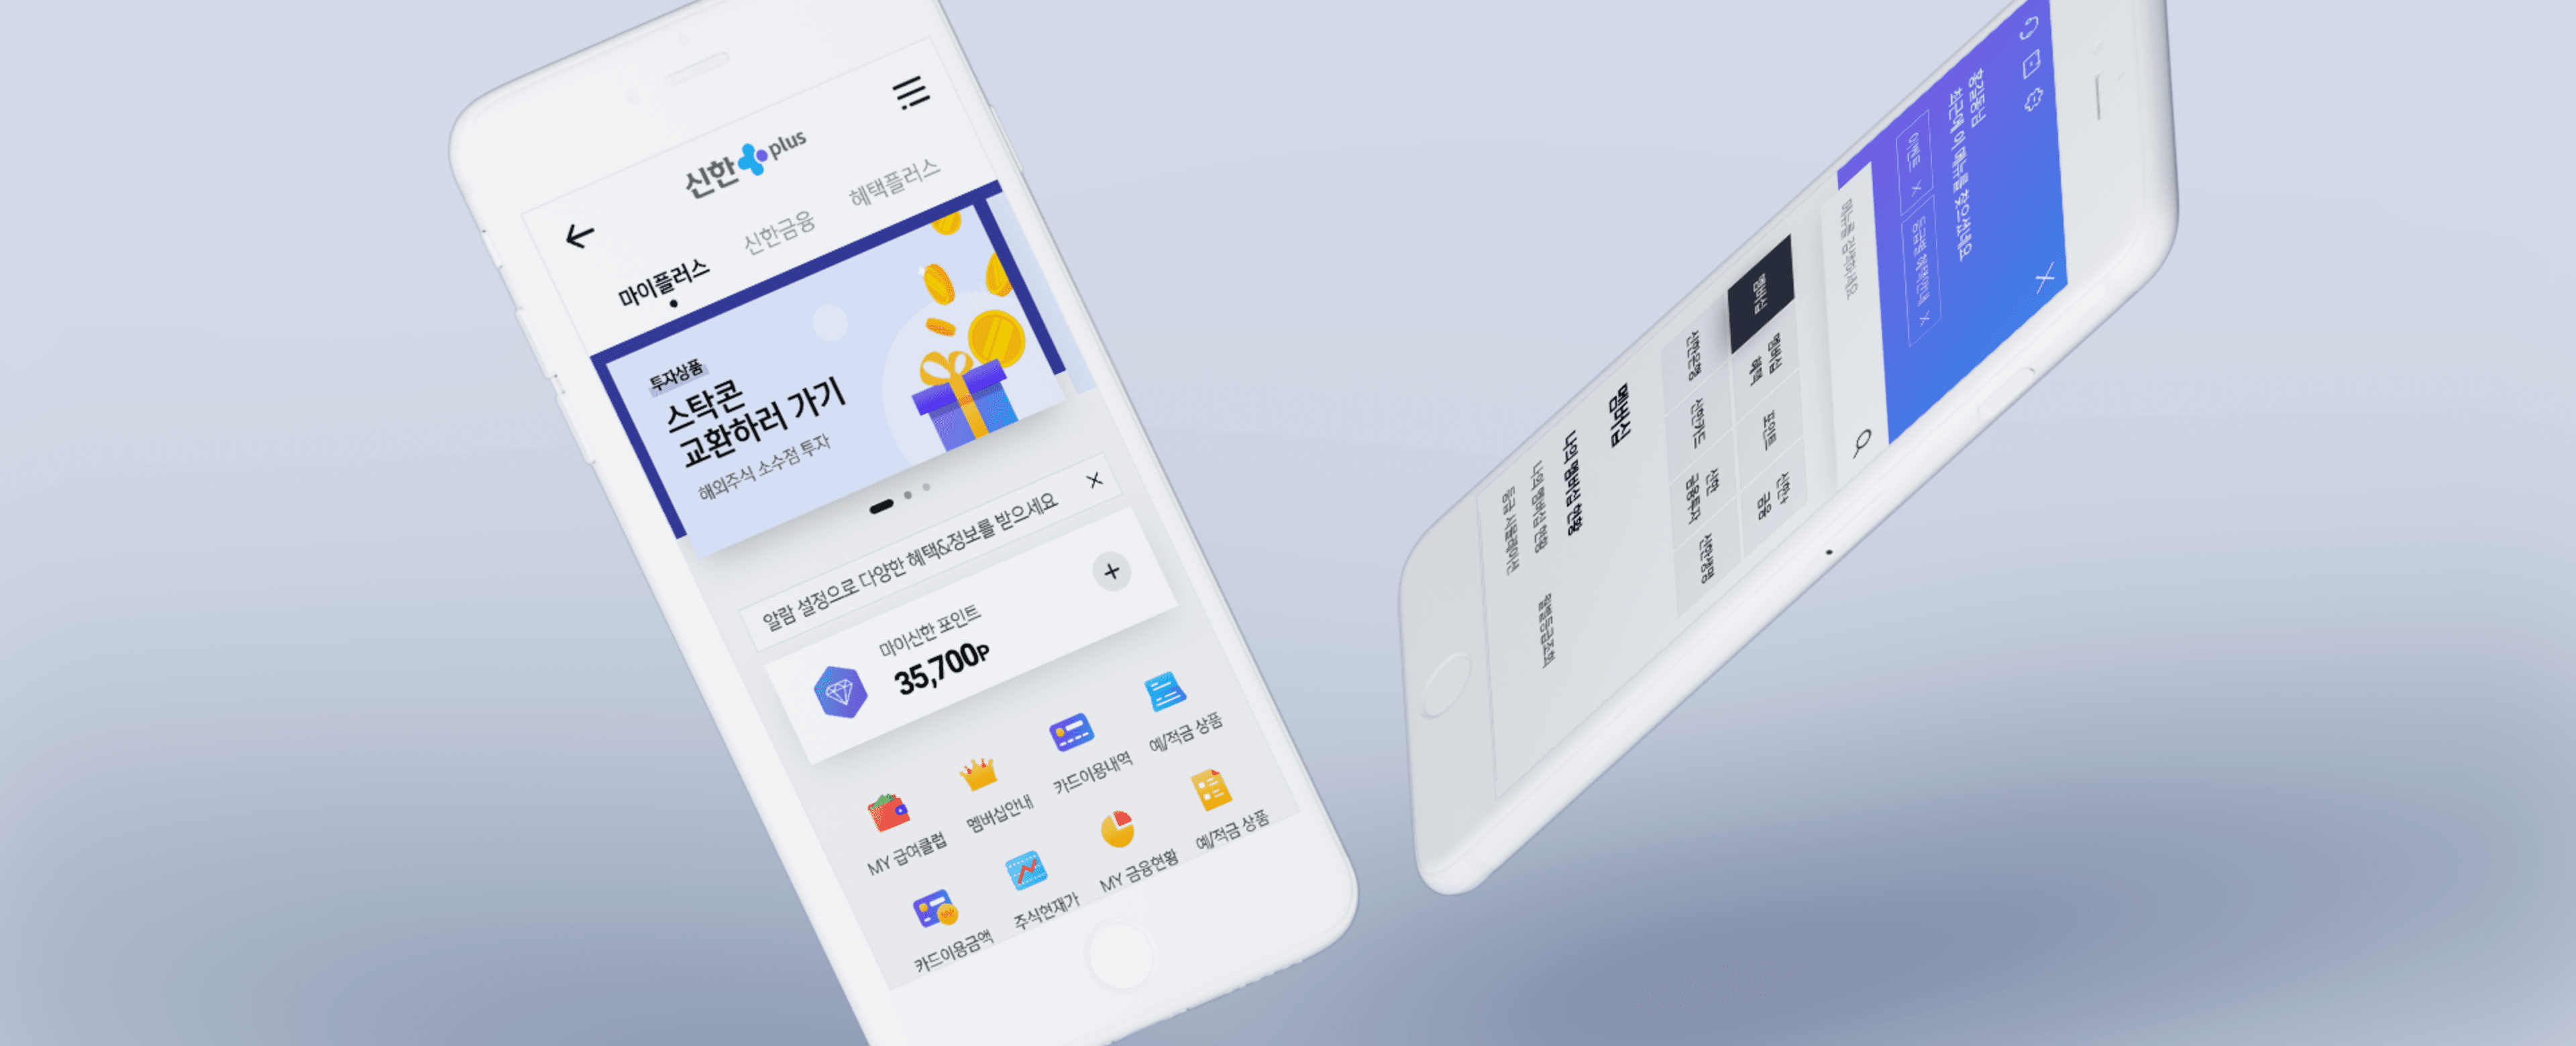 신한 plus
마이플러스
신한금융
혜택플러스
투자상품
스탁콘
교환하러 가기
해외주식 소수점 투자
알람 설정으로 다양한 혜택&정보를 받으세요
마이신한 포인트
35,700P
MY 급여클럽
멤버십안내
카드이용내역
예/적금 상품
카드이용금액
주식현재가
MY 금융현황
예/적금 상품
홍길동님
최근에 이 메뉴를 찾으셨네요
이벤트 X
등급별 혜택안내 X
메뉴를 검색하세요
멤버십
멤버십
혜택
포인트
신한+
금융
신한은행
신한카드
신한
금융투자
신한생명
멤버십
나의 멤버십 현황
나의 멤버십 현황
월별등급조회
등급 시뮬레이션